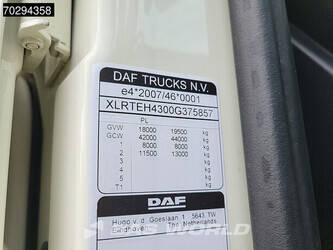 70294358
DAF TRUCKS N.V.
e4*2007/46*0001
XLRTEH4300G375857
PL
GVW 18000 19500 kg
GCW 42000 44000 kg
1 8000 8000 kg
2 11500 13000 kg
3 kg
4 kg
5 kg
T1 kg
DAF
Hugo v. d. Goeslaan 1 5643 TW
Eindhoven The Netherlands